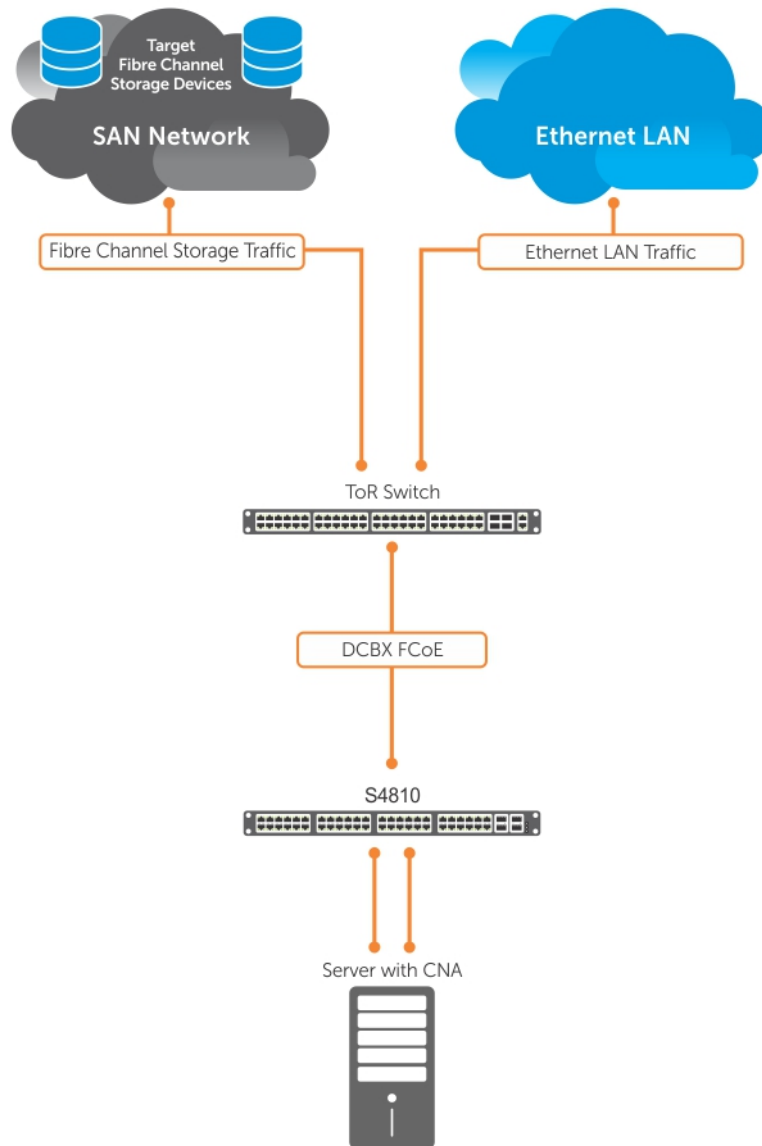 Target
Fibre Channel
Storage Devices
SAN Network
Ethernet LAN
Fibre Channel Storage Traffic
Ethernet LAN Traffic
ToR Switch
DCBX FCoE
S4810
Server with CNA